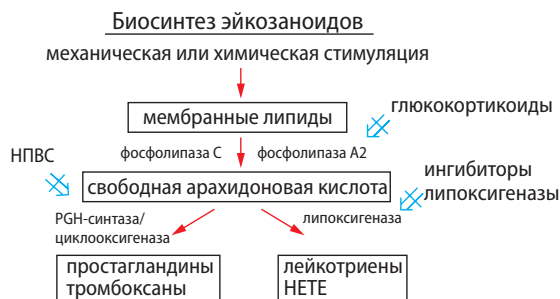 Биосинтез эйкозаноидов
механическая или химическая стимуляция
мембранные липиды
глюкокортикоиды
фосфолипаза С
фосфолипаза А2
НПВС
свободная арахидоновая кислота
ингибиторы
липоксигеназы
PGH-синтаза/
циклооксигеназа
липоксигеназа
простагландины
тромбоксаны
лейкотриены
НЕТЕ